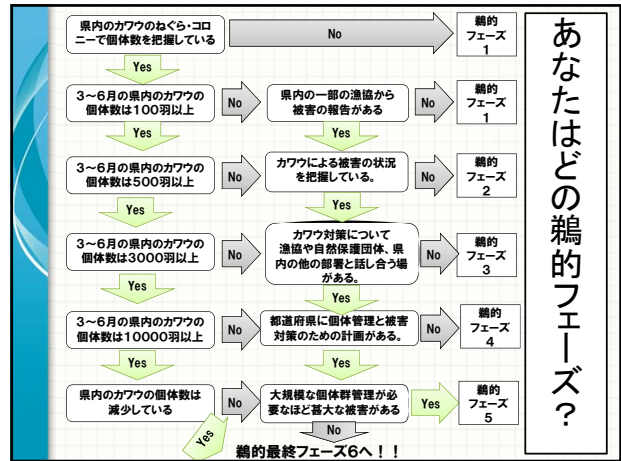 県内のカワウのねぐら・コロ
ニーで個体数を把握している
No
鵜的
フェーズ
1
Yes
3～6月の県内のカワウの
個体数は100羽以上
No
県内の一部の漁協から
被害の報告がある
No
鵜的
フェーズ
1
Yes
Yes
3～6月の県内のカワウの
個体数は500羽以上
No
カワウによる被害の状況
を把握している。
No
鵜的
フェーズ
2
Yes
Yes
3～6月の県内のカワウの
個体数は3000羽以上
No
カワウ対策について
漁協や自然保護団体、県
内の他の部署と話し合う場
がある。
No
鵜的
フェーズ
3
Yes
Yes
3～6月の県内のカワウの
個体数は10000羽以上
No
都道府県に個体管理と被害
対策のための計画がある。
No
鵜的
フェーズ
4
Yes
Yes
県内のカワウの個体数は
減少している
No
大規模な個体群管理が必
要なほど甚大な被害がある
Yes
鵜的
フェーズ
5
Yes
No
鵜的最終フェーズ6へ！！
あなたはどの鵜的フェーズ？